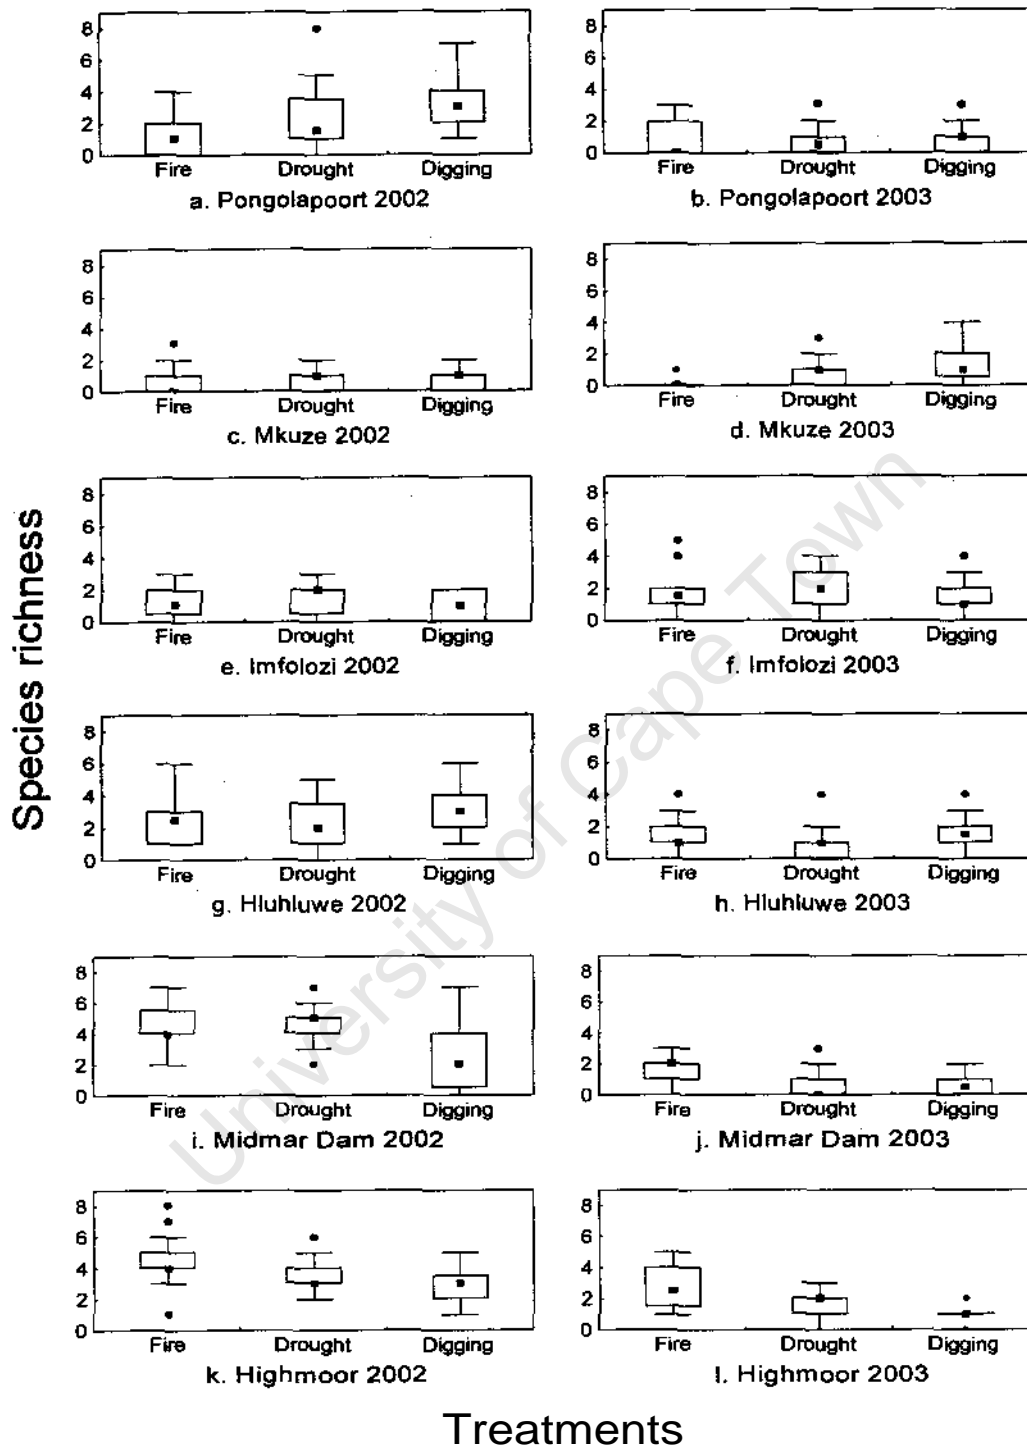 8
6
4
2
0
Fire Drought Digging
a. Pongolapoort 2002
8
6
4
2
0
Fire Drought Digging
b. Pongolapoort 2003
8
6
4
2
0
Fire Drought Digging
c. Mkuze 2002
8
6
4
2
0
Fire Drought Digging
d. Mkuze 2003
8
6
4
2
0
Fire Drought Digging
e. Imfolozi 2002
8
6
4
2
0
Fire Drought Digging
f. Imfolozi 2003
8
6
4
2
0
Fire Drought Digging
g. Hluhluwe 2002
8
6
4
2
0
Fire Drought Digging
h. Hluhluwe 2003
8
6
4
2
0
Fire Drought Digging
i. Midmar Dam 2002
8
6
4
2
0
Fire Drought Digging
j. Midmar Dam 2003
8
6
4
2
0
Fire Drought Digging
k. Highmoor 2002
8
6
4
2
0
Fire Drought Digging
l. Highmoor 2003
Species richness
Treatments
University of Cape Town